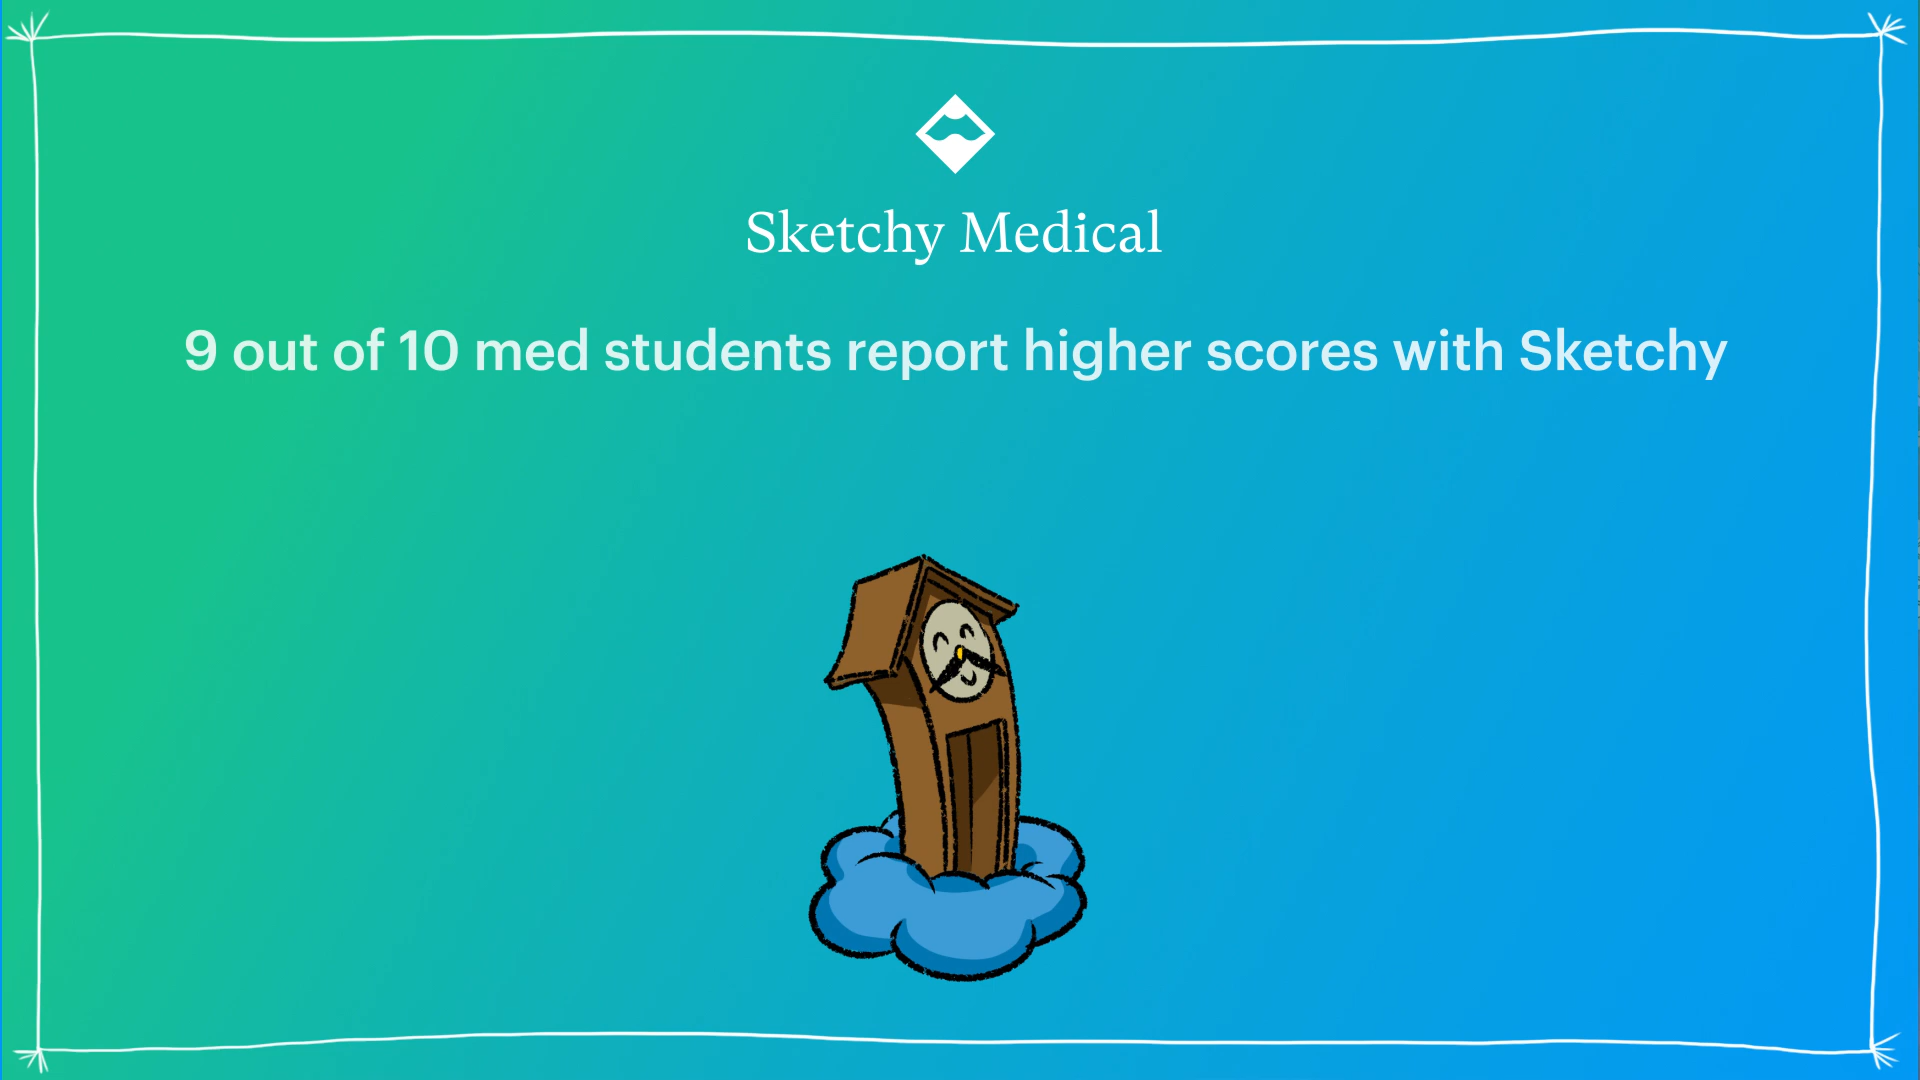 Sketchy Medical
9 out of 10 med students report higher scores with Sketchy